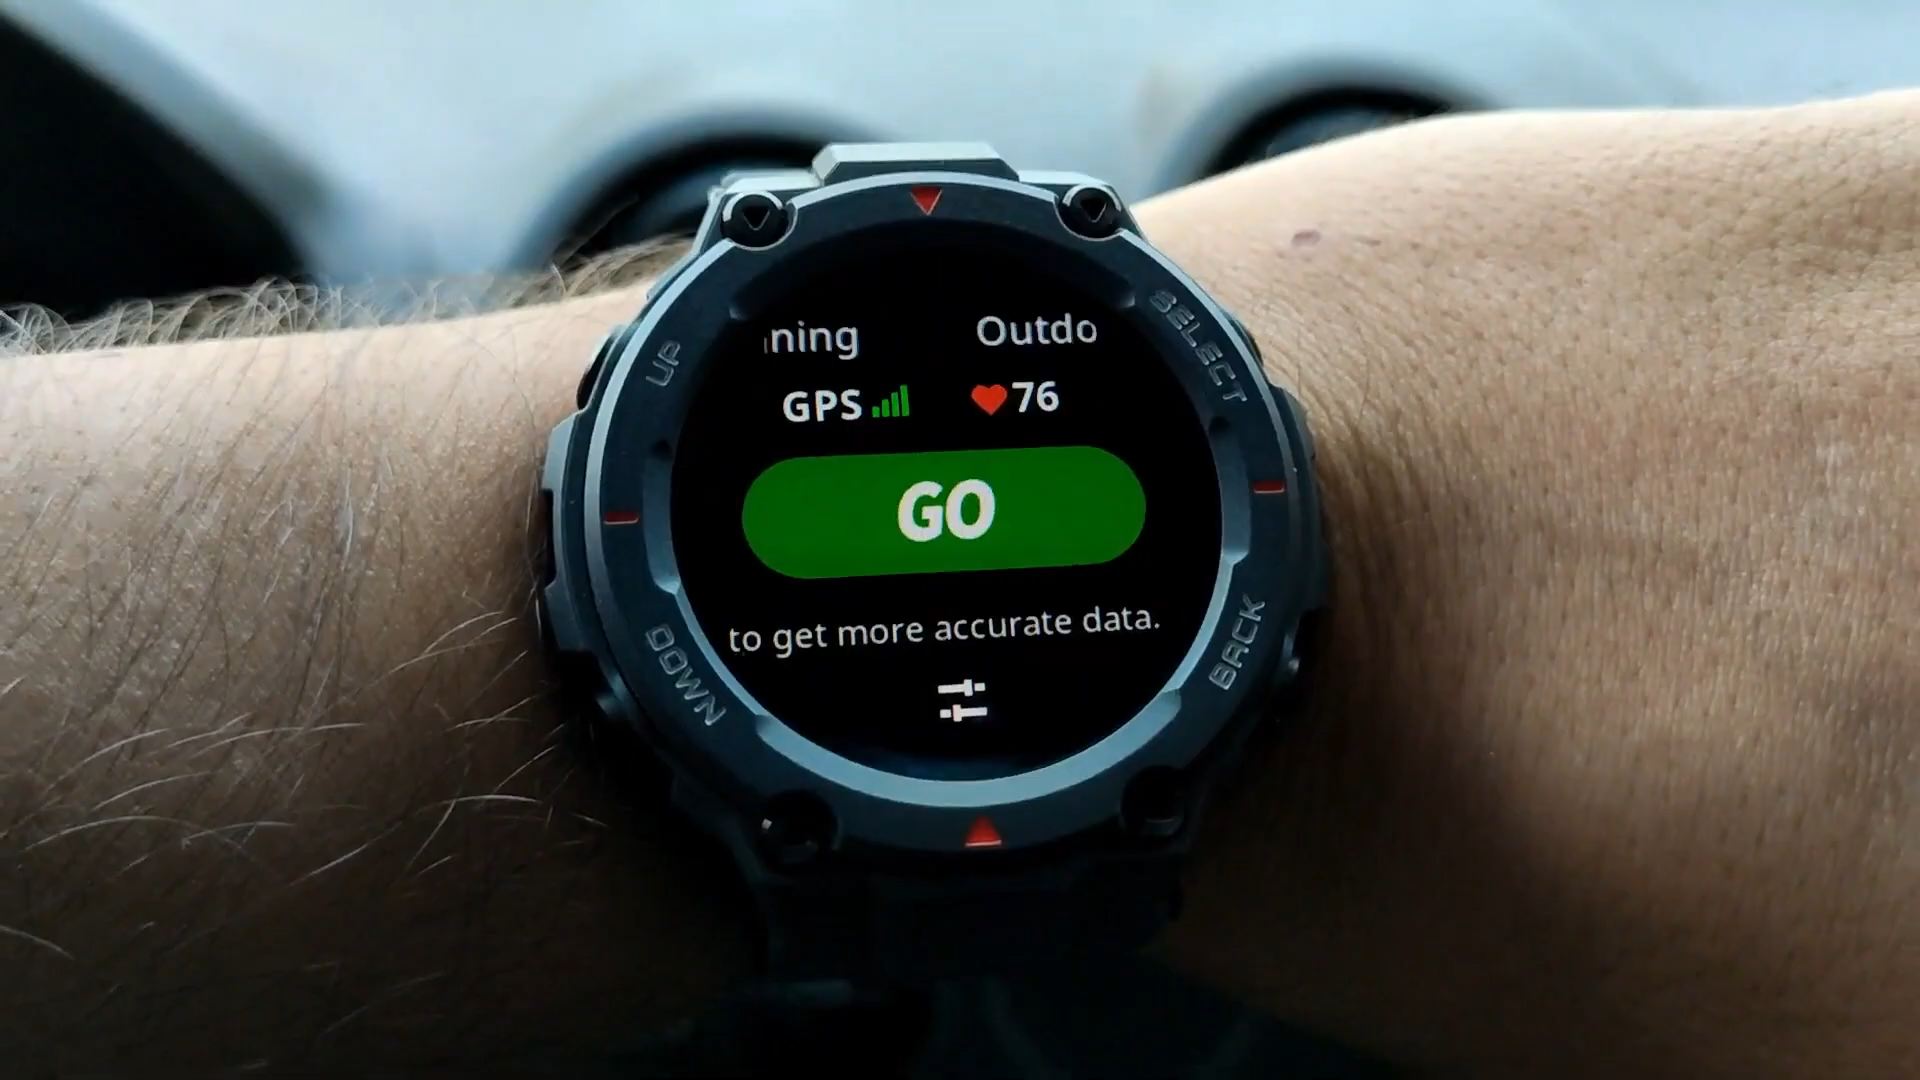 ning Outdo
GPS 76
GO
to get more accurate data.
UP
SELECT
DOWN
BACK